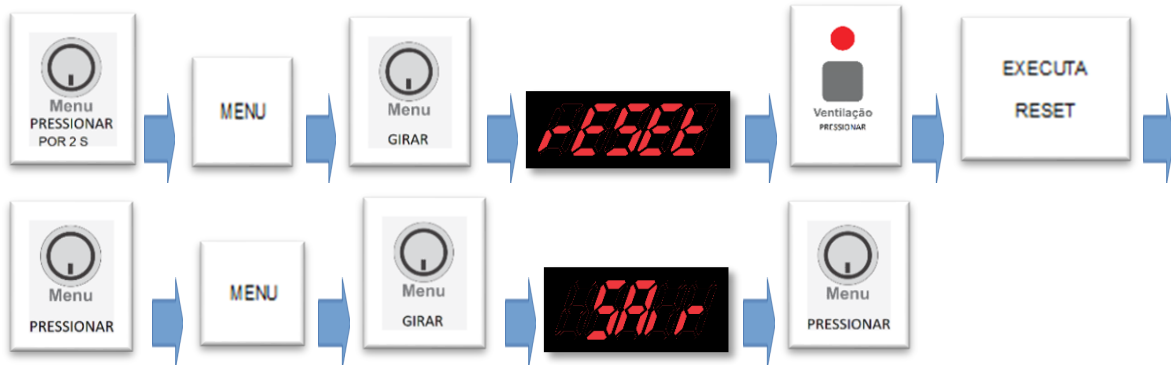 Menu
PRESSIONAR
POR 2 S
MENU
Menu
GIRAR
rESEt
Ventilação
PRESSIONAR
EXECUTA
RESET
Menu
PRESSIONAR
MENU
Menu
GIRAR
SAir
Menu
PRESSIONAR